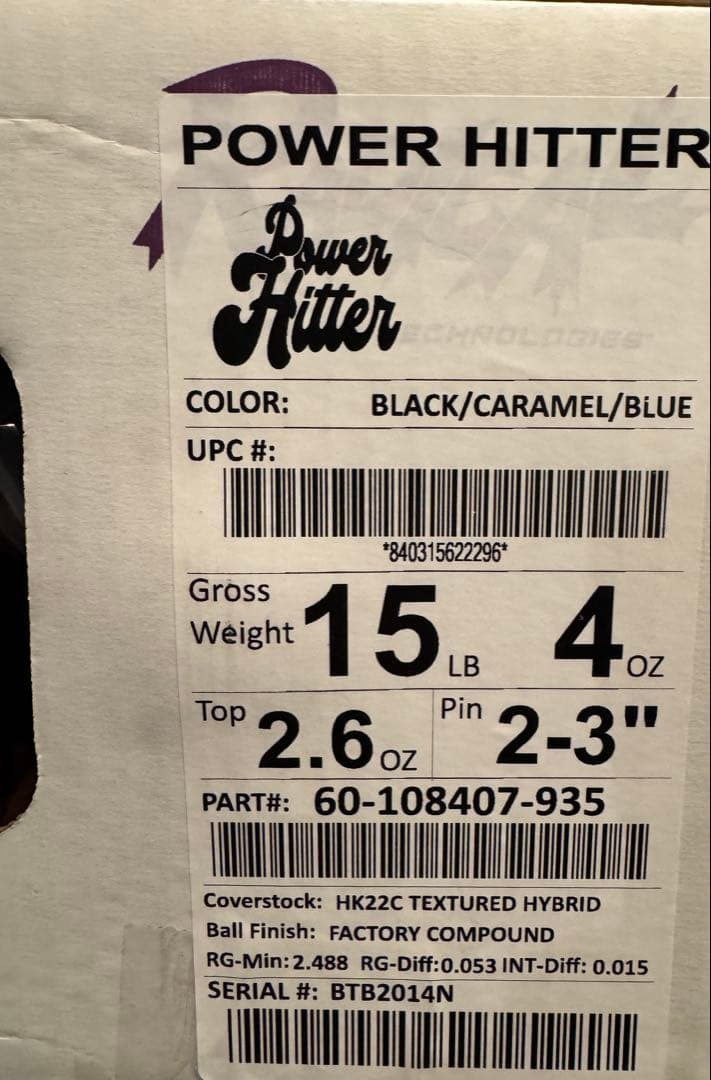 POWER HITTER
Power
Hitter
TECHNOLOGIES
COLOR: BLACK/CARAMEL/BLUE
UPC #:
*840315622296*
Gross
Weight 15 LB 4 OZ
Top 2.6 OZ Pin 2-3"
PART#: 60-108407-935
Coverstock: HK22C TEXTURED HYBRID
Ball Finish: FACTORY COMPOUND
RG-Min: 2.488 RG-Diff: 0.053 INT-Diff: 0.015
SERIAL #: BTB2014N